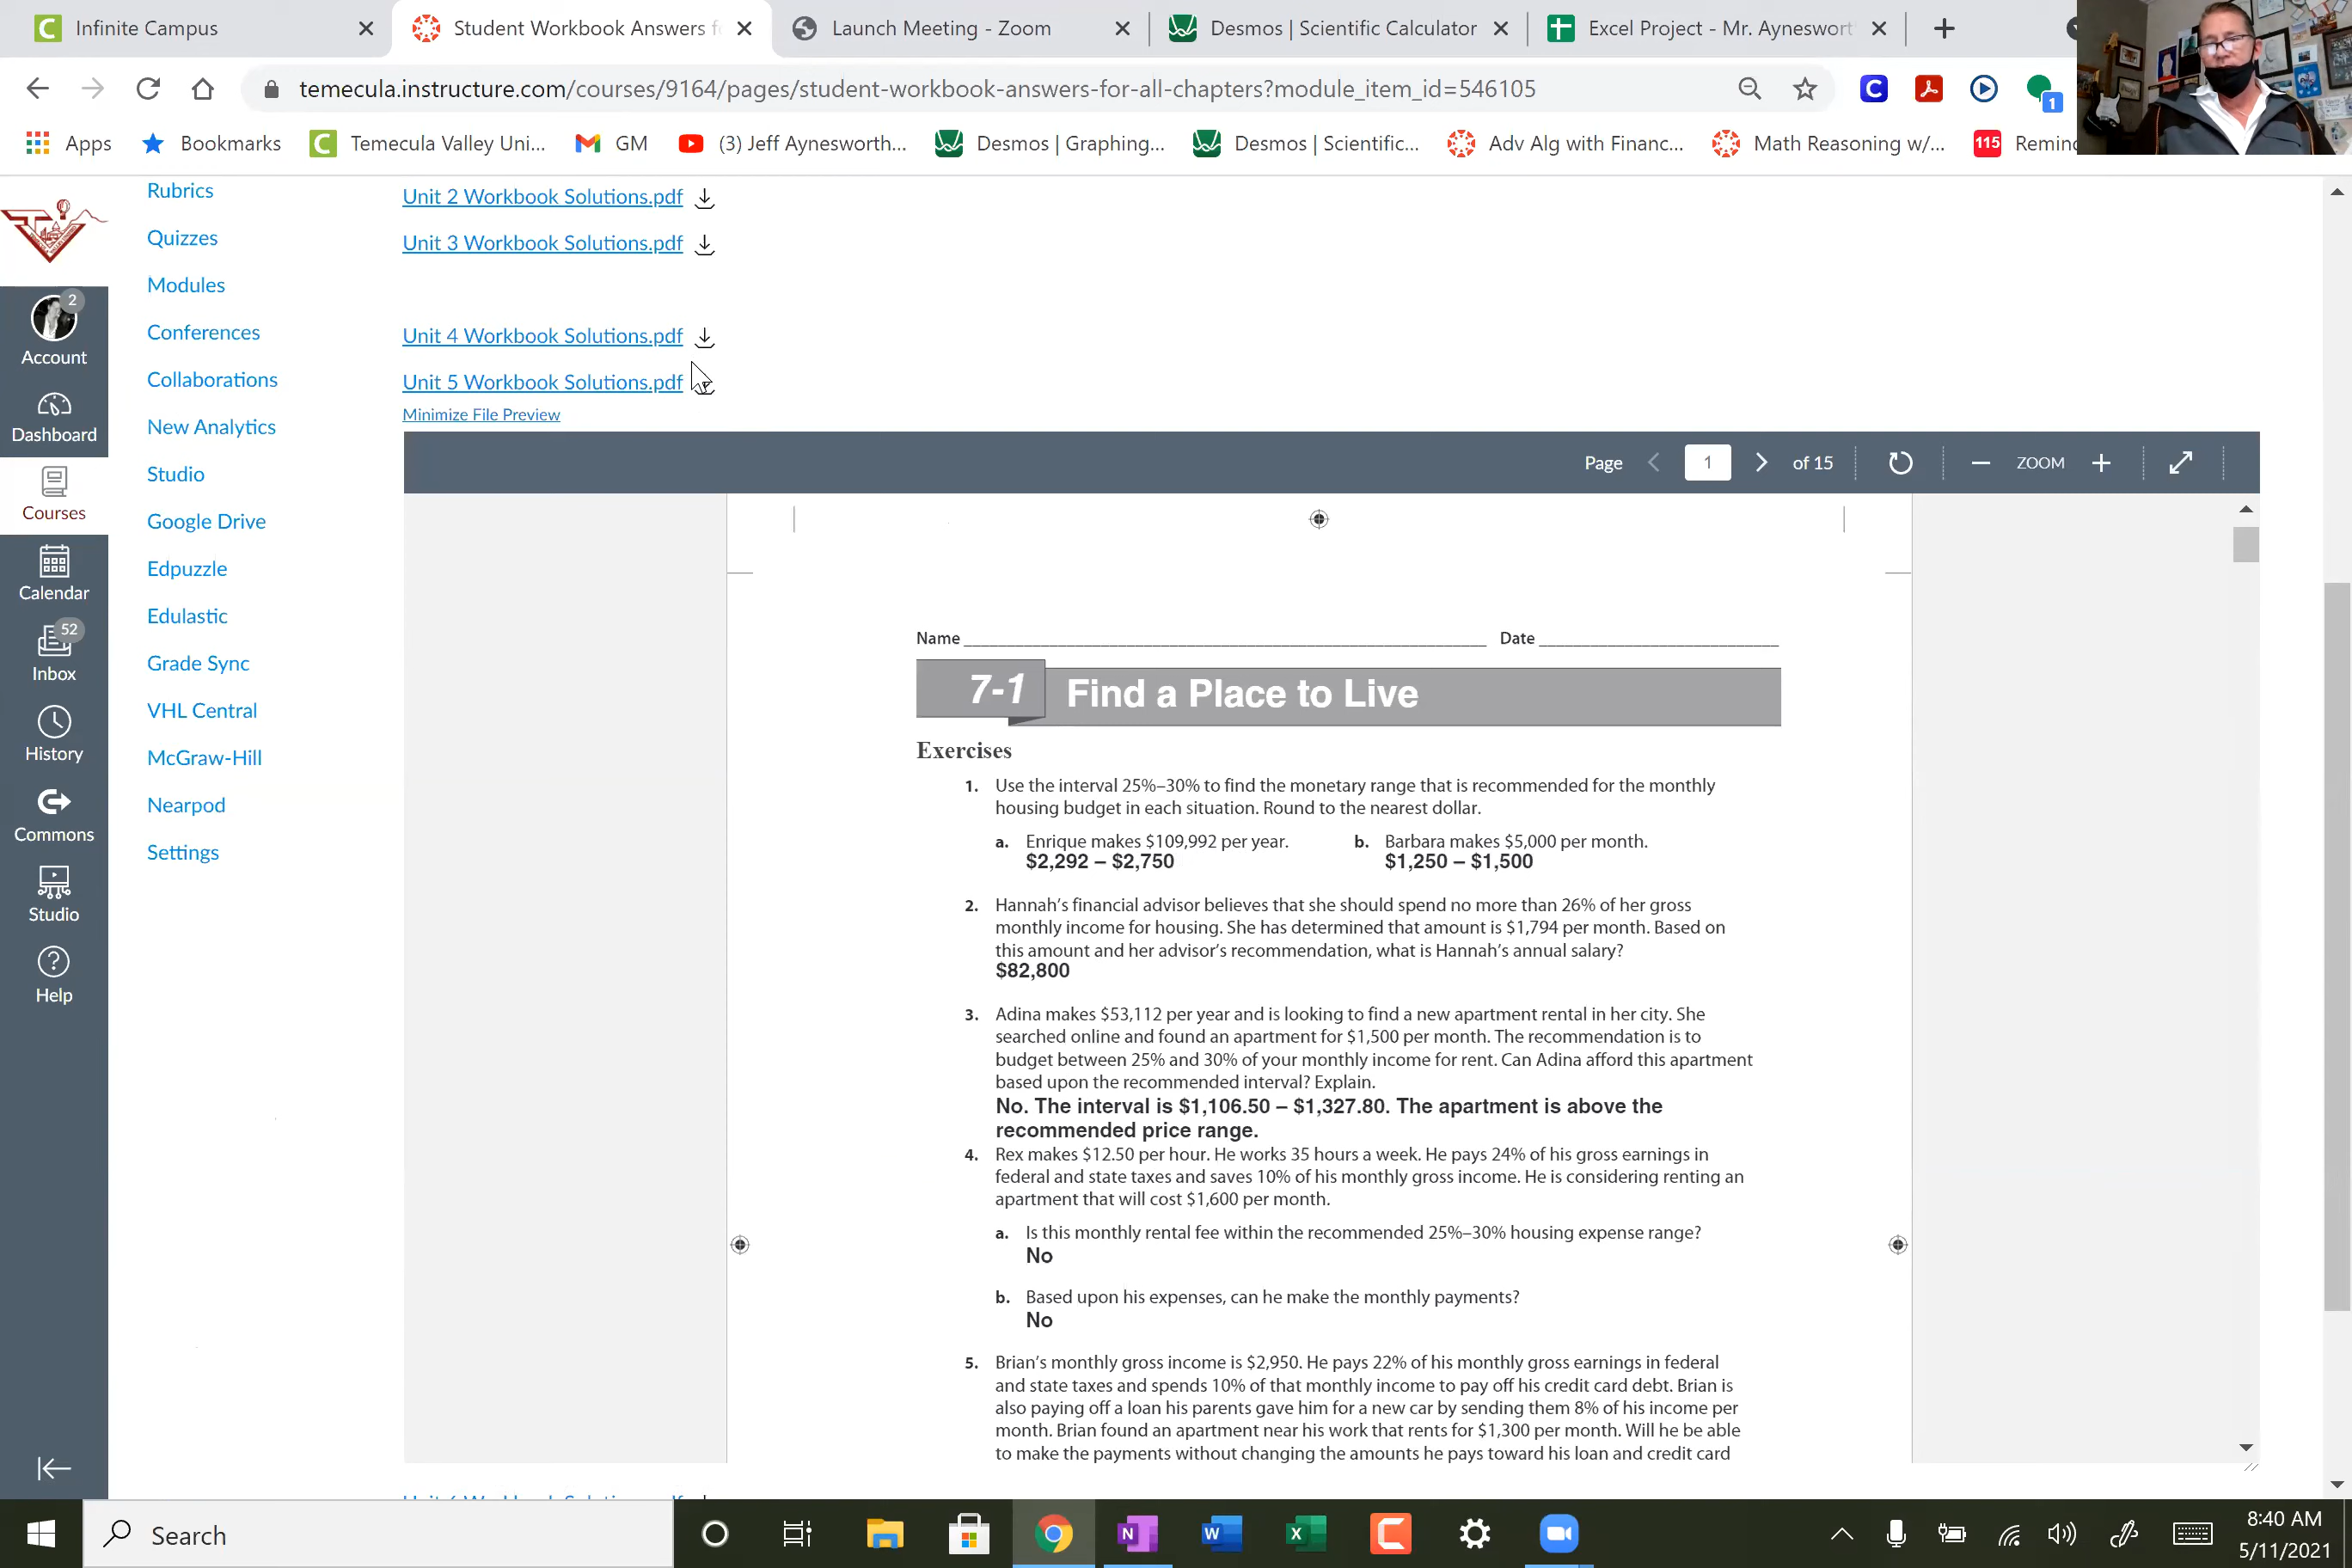 Infinite Campus
Student Workbook Answers f
Launch Meeting - Zoom
Desmos | Scientific Calculator
Excel Project - Mr. Ayneswort
temecula.instructure.com/courses/9164/pages/student-workbook-answers-for-all-chapters?module_item_id=546105
1
Apps
Bookmarks
Temecula Valley Uni...
GM
(3) Jeff Aynesworth...
Desmos | Graphing...
Desmos | Scientific...
Adv Alg with Financ...
Math Reasoning w/...
115
Remind
2
Account
Dashboard
Courses
Calendar
52
Inbox
History
Commons
Studio
Help
Rubrics
Quizzes
Modules
Conferences
Collaborations
New Analytics
Studio
Google Drive
Edpuzzle
Edulastic
Grade Sync
VHL Central
McGraw-Hill
Nearpod
Settings
Unit 2 Workbook Solutions.pdf
Unit 3 Workbook Solutions.pdf
Unit 4 Workbook Solutions.pdf
Unit 5 Workbook Solutions.pdf
Minimize File Preview
Page 1 of 15 ZOOM
Name Date
7-1 Find a Place to Live
Exercises
1. Use the interval 25%–30% to find the monetary range that is recommended for the monthly
housing budget in each situation. Round to the nearest dollar.
a. Enrique makes $109,992 per year. b. Barbara makes $5,000 per month.
$2,292 – $2,750 $1,250 – $1,500
2. Hannah's financial advisor believes that she should spend no more than 26% of her gross
monthly income for housing. She has determined that amount is $1,794 per month. Based on
this amount and her advisor's recommendation, what is Hannah's annual salary?
$82,800
3. Adina makes $53,112 per year and is looking to find a new apartment rental in her city. She
searched online and found an apartment for $1,500 per month. The recommendation is to
budget between 25% and 30% of your monthly income for rent. Can Adina afford this apartment
based upon the recommended interval? Explain.
No. The interval is $1,106.50 – $1,327.80. The apartment is above the
recommended price range.
4. Rex makes $12.50 per hour. He works 35 hours a week. He pays 24% of his gross earnings in
federal and state taxes and saves 10% of his monthly gross income. He is considering renting an
apartment that will cost $1,600 per month.
a. Is this monthly rental fee within the recommended 25%–30% housing expense range?
No
b. Based upon his expenses, can he make the monthly payments?
No
5. Brian's monthly gross income is $2,950. He pays 22% of his monthly gross earnings in federal
and state taxes and spends 10% of that monthly income to pay off his credit card debt. Brian is
also paying off a loan his parents gave him for a new car by sending them 8% of his income per
month. Brian found an apartment near his work that rents for $1,300 per month. Will he be able
to make the payments without changing the amounts he pays toward his loan and credit card
Search
8:40 AM
5/11/2021